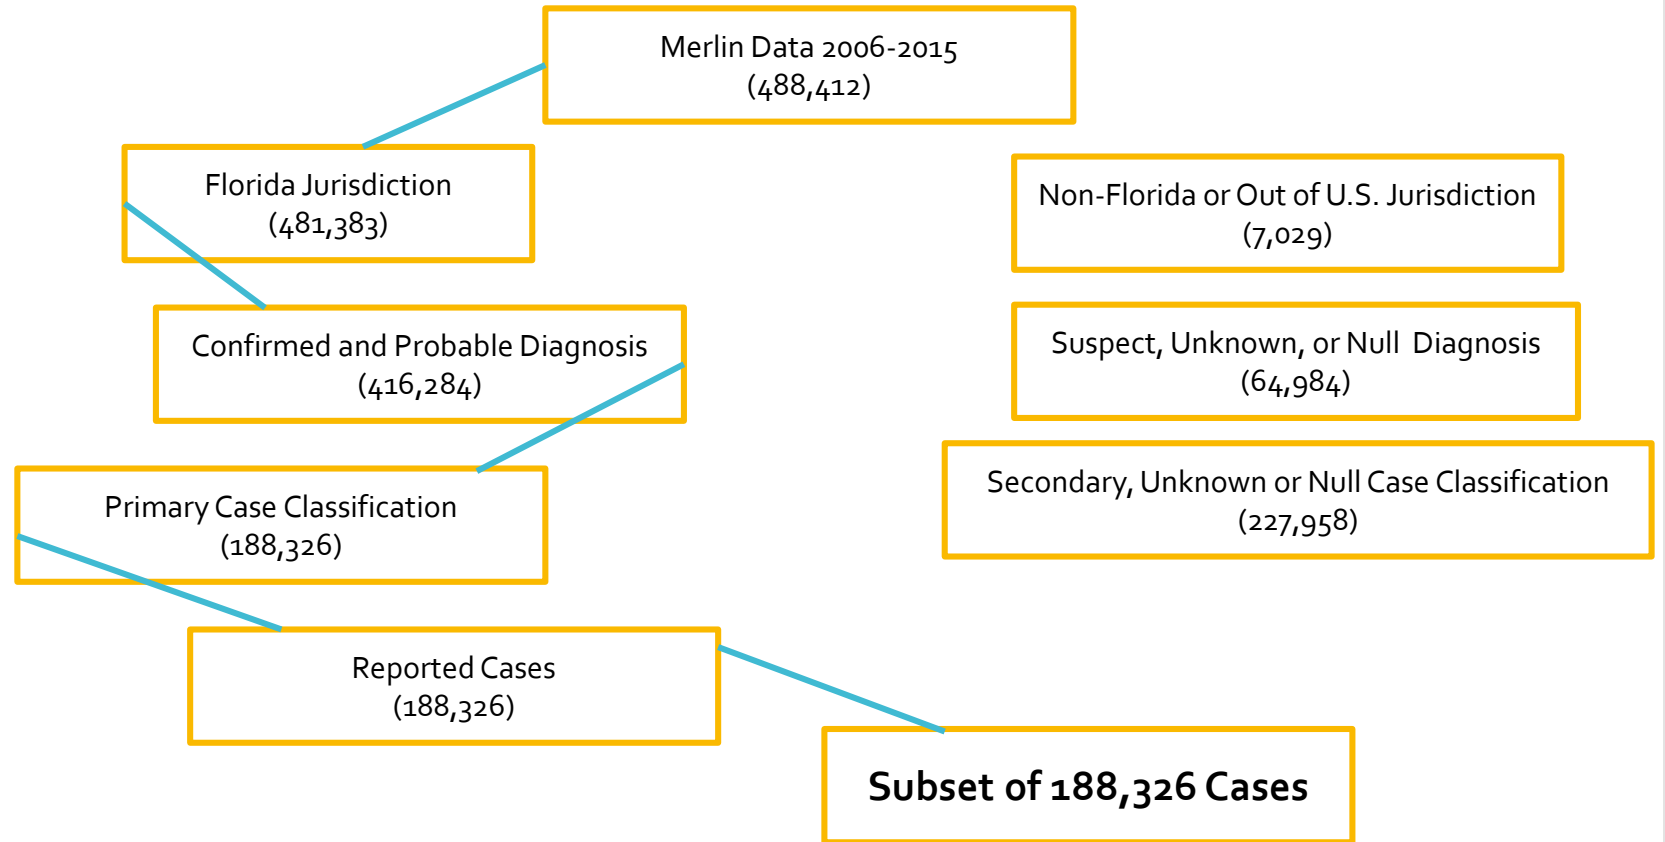 Merlin Data 2006-2015
(488,412)
Florida Jurisdiction
(481,383)
Non-Florida or Out of U.S. Jurisdiction
(7,029)
Confirmed and Probable Diagnosis
(416,284)
Suspect, Unknown, or Null  Diagnosis
(64,984)
Primary Case Classification
(188,326)
Secondary, Unknown or Null Case Classification
(227,958)
Reported Cases
(188,326)
Subset of 188,326 Cases